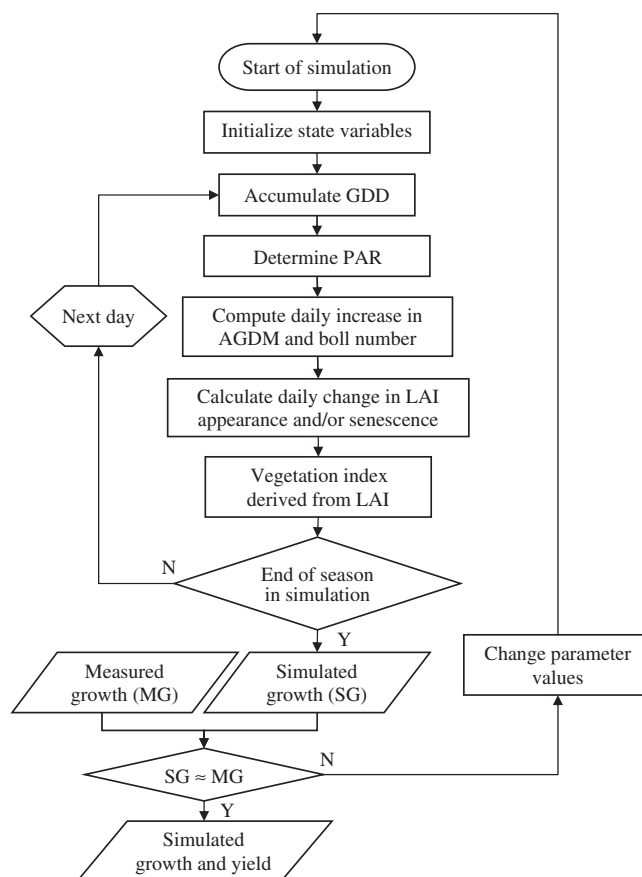 Start of simulation
Initialize state variables
Accumulate GDD
Determine PAR
Next day
Compute daily increase in
AGDM and boll number
Calculate daily change in LAI
appearance and/or senescence
Vegetation index
derived from LAI
N
End of season
in simulation
Y
Measured
growth (MG)
Simulated
growth (SG)
Change parameter
values
SG ≈ MG
N
Y
Simulated
growth and yield